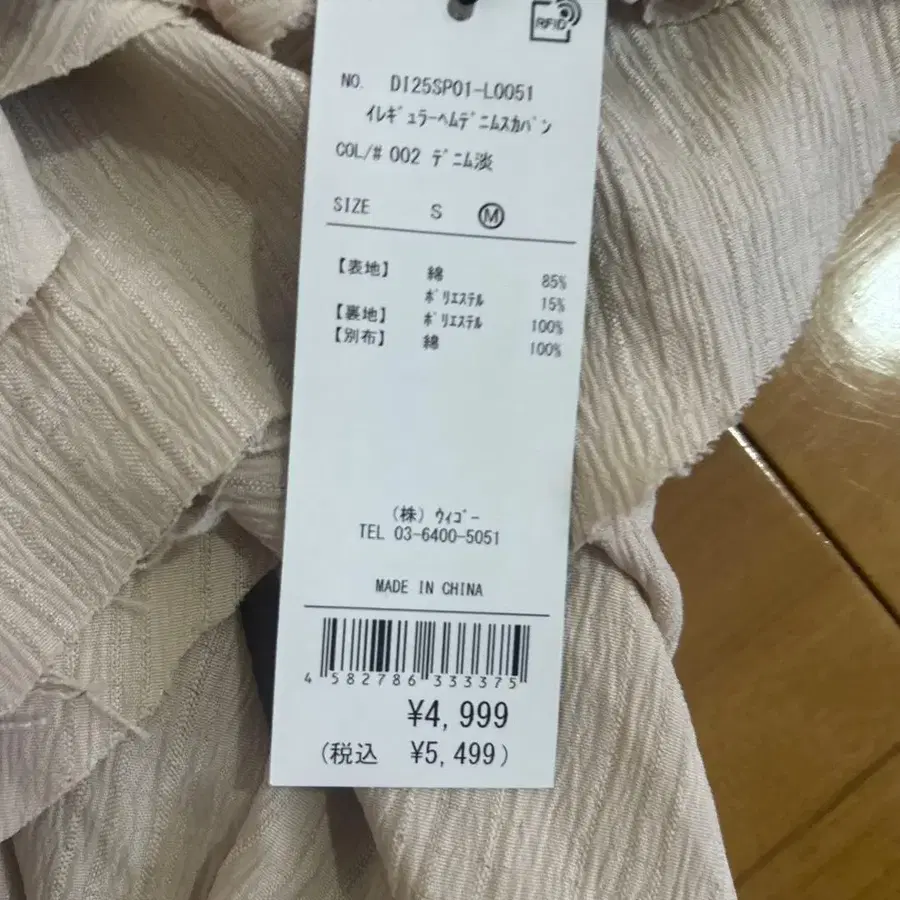 RFID
NO. DI25SP01-L0051
ｲﾚｷﾞｭﾗｰﾍﾑﾃﾞﾆﾑｽｶﾊﾟﾝ
COL/# 002 ﾃﾞﾆﾑ淡
SIZE S Ⓜ
【表地】 綿 85%
ﾎﾟﾘｴｽﾃﾙ 15%
【裏地】 ﾎﾟﾘｴｽﾃﾙ 100%
【別布】 綿 100%
(株) ｳｨｺﾞｰ
TEL 03-6400-5051
MADE IN CHINA
4 582786 333375
¥4,999
(税込 ¥5,499)